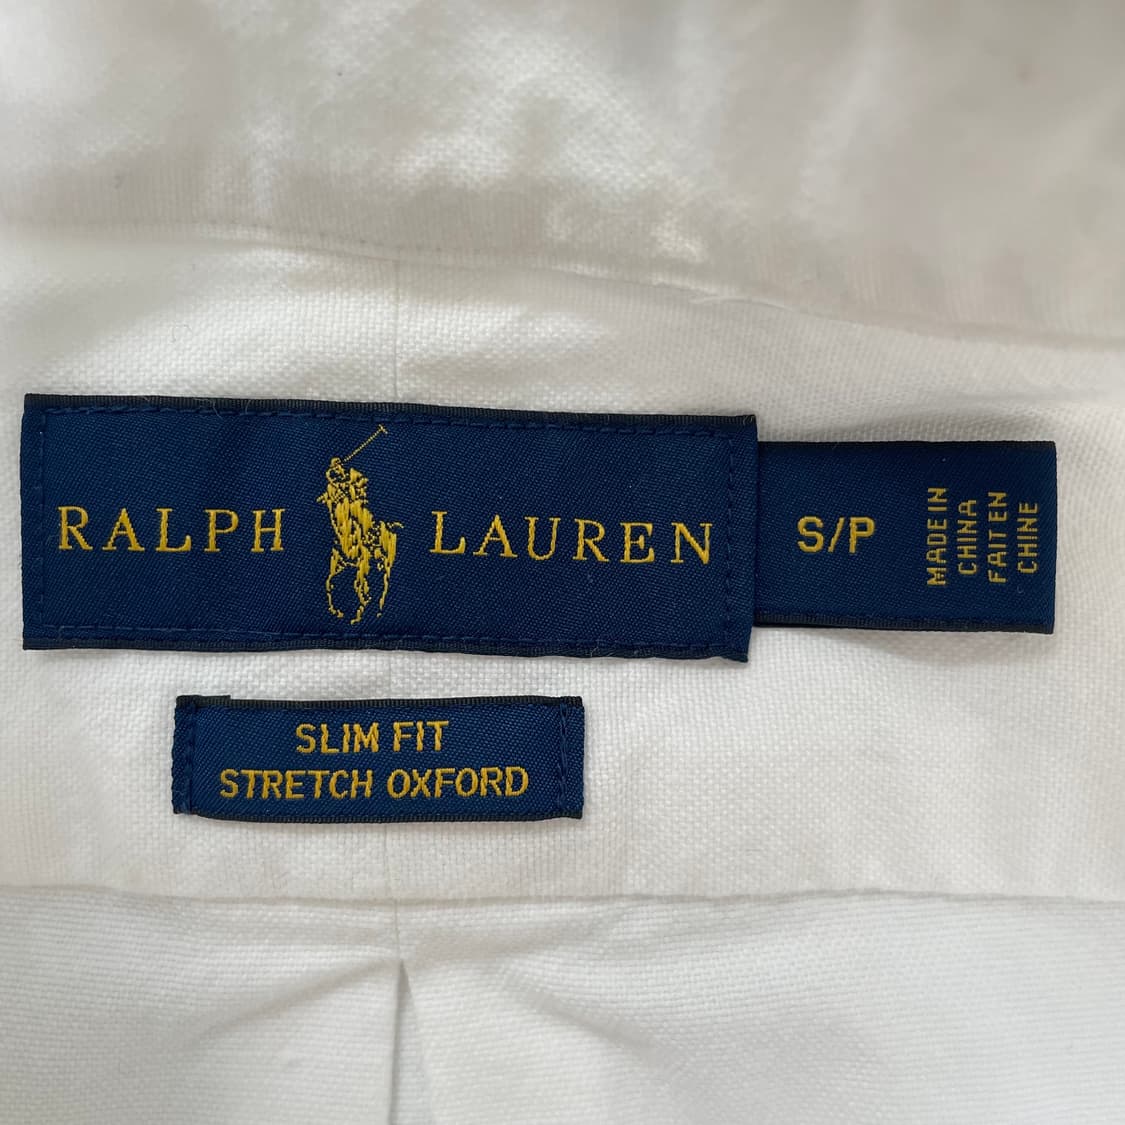 RALPH LAUREN
S/P
MADE IN
CHINA
FAIT EN
CHINE
SLIM FIT
STRETCH OXFORD